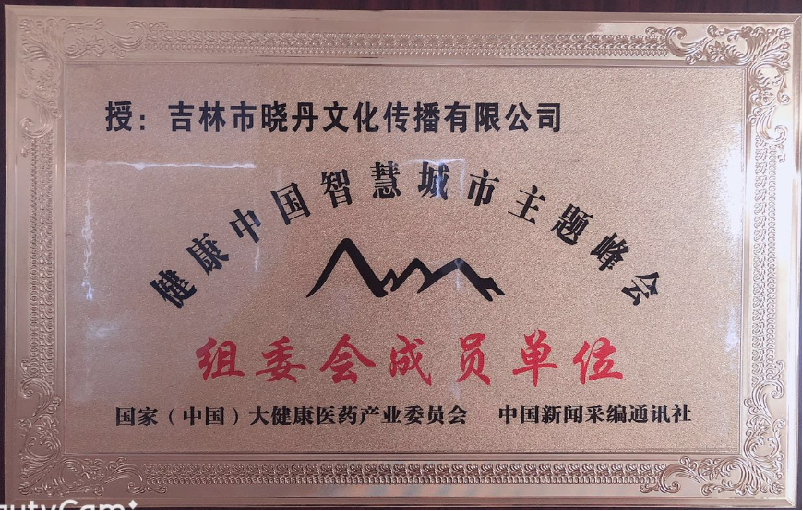 授：吉林市晓丹文化传播有限公司
健康中国智慧城市主题峰会
组委会成员单位
国家（中国）大健康医药产业委员会 中国新闻采编通讯社